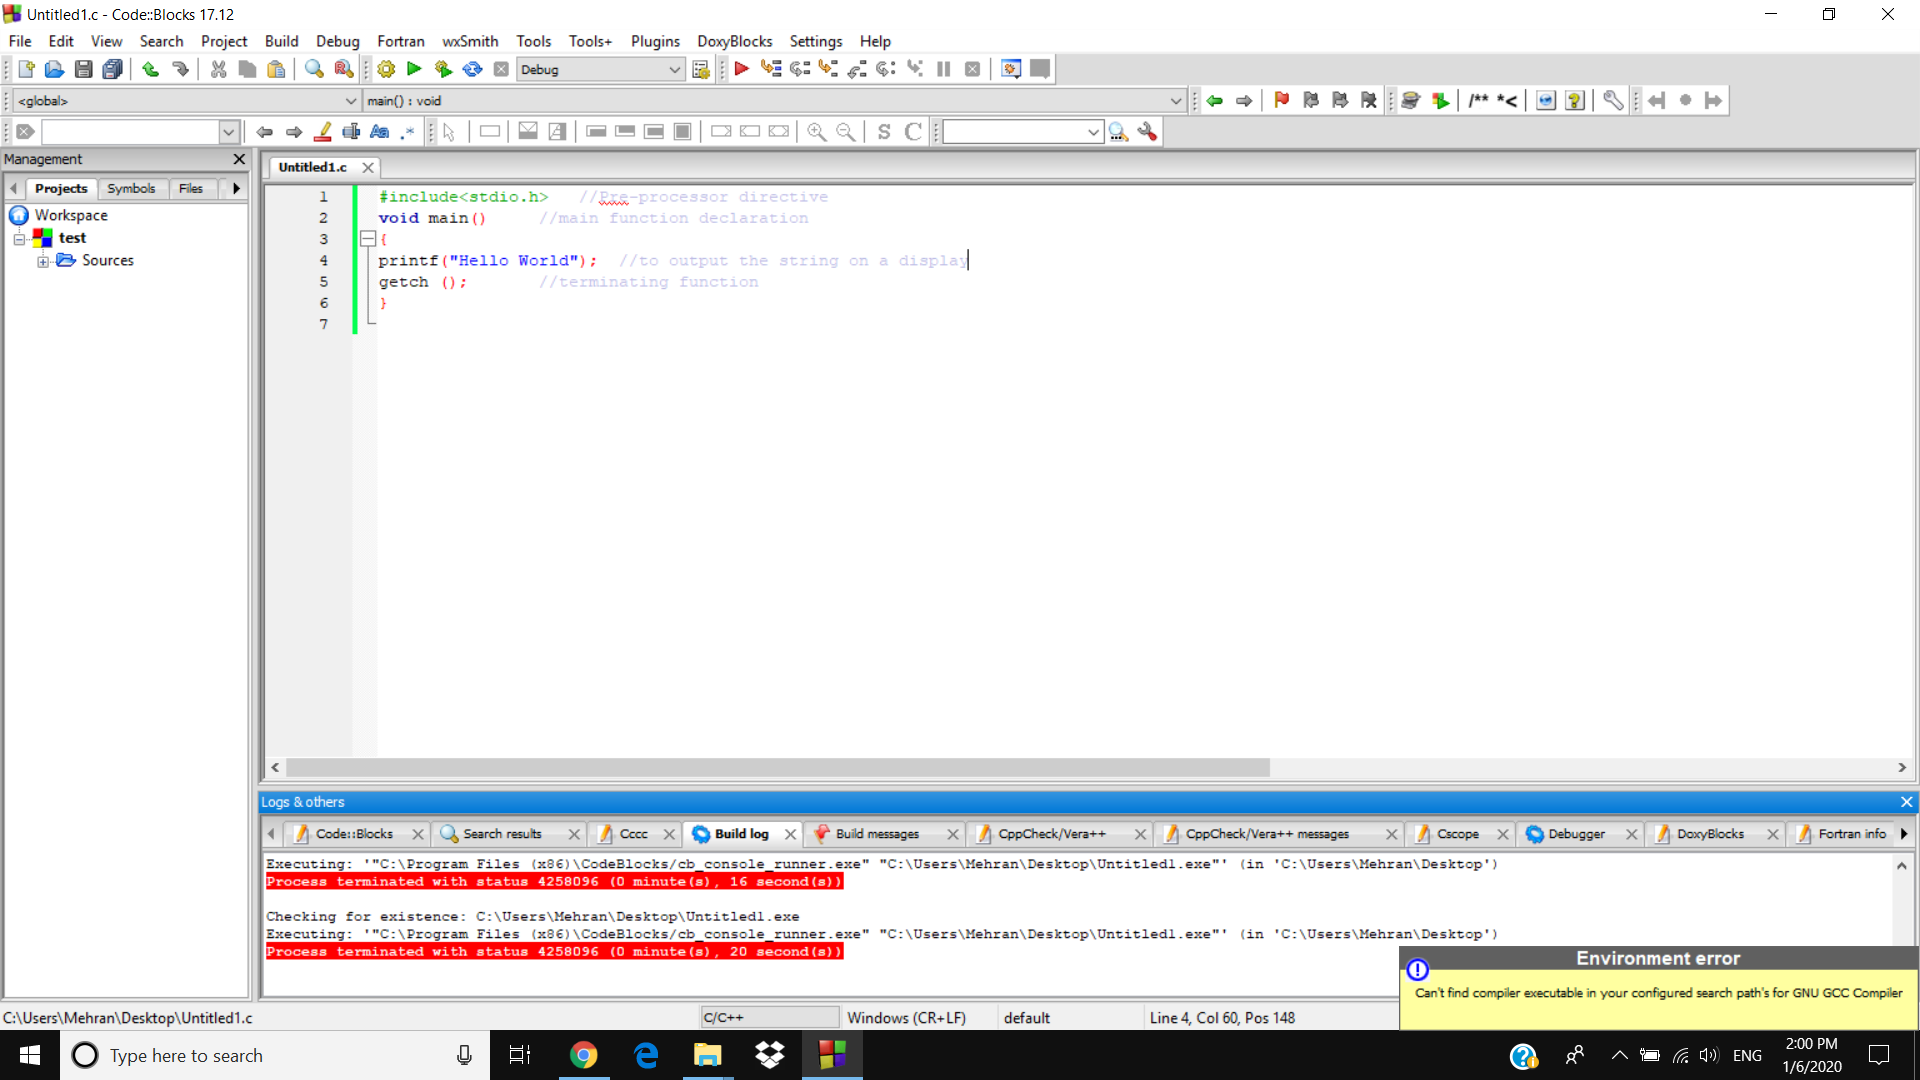 Untitled1.c - Code::Blocks 17.12
File Edit View Search Project Build Debug Fortran wxSmith Tools Tools+ Plugins DoxyBlocks Settings Help
Debug
<global> main() : void /** *<
Aa .* S C
Management
Projects Symbols Files
Workspace
test
Sources
Untitled1.c
1 #include<stdio.h> //Pre-processor directive
2 void main() //main function declaration
3 {
4 printf("Hello World"); //to output the string on a display
5 getch (); //terminating function
6 }
7
Logs & others
Code::Blocks Search results Cccc Build log Build messages CppCheck/Vera++ CppCheck/Vera++ messages Cscope Debugger DoxyBlocks Fortran info
Executing: '"C:\Program Files (x86)\CodeBlocks/cb_console_runner.exe" "C:\Users\Mehran\Desktop\Untitled1.exe"' (in 'C:\Users\Mehran\Desktop')
Process terminated with status 4258096 (0 minute(s), 16 second(s))
Checking for existence: C:\Users\Mehran\Desktop\Untitled1.exe
Executing: '"C:\Program Files (x86)\CodeBlocks/cb_console_runner.exe" "C:\Users\Mehran\Desktop\Untitled1.exe"' (in 'C:\Users\Mehran\Desktop')
Process terminated with status 4258096 (0 minute(s), 20 second(s))
Environment error
Can't find compiler executable in your configured search path's for GNU GCC Compiler
C:\Users\Mehran\Desktop\Untitled1.c C/C++ Windows (CR+LF) default Line 4, Col 60, Pos 148
Type here to search
ENG
2:00 PM
1/6/2020